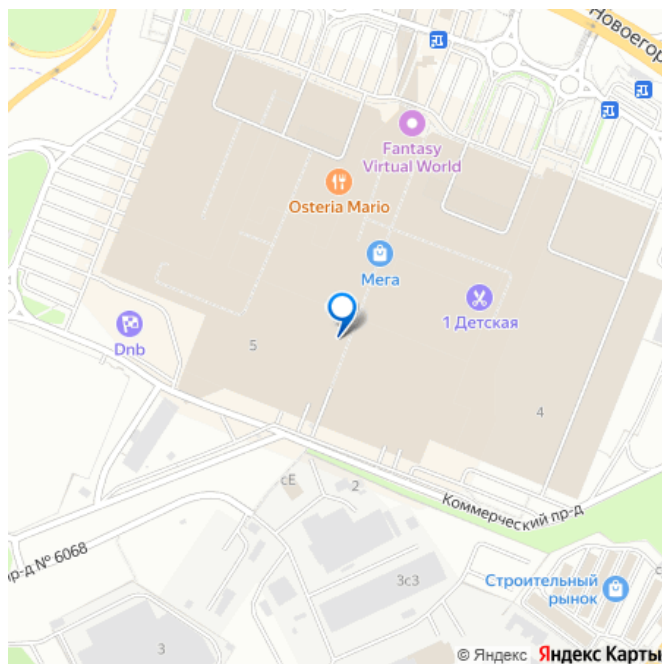 Новоегор
Fantasy
Virtual World
Osteria Mario
Мега
1 Детская
Dnb
5
4
сЕ
2
Коммерческий пр-д
р-д № 6068
3с3
Строительный
рынок
с
3
© Яндекс Яндекс Карты